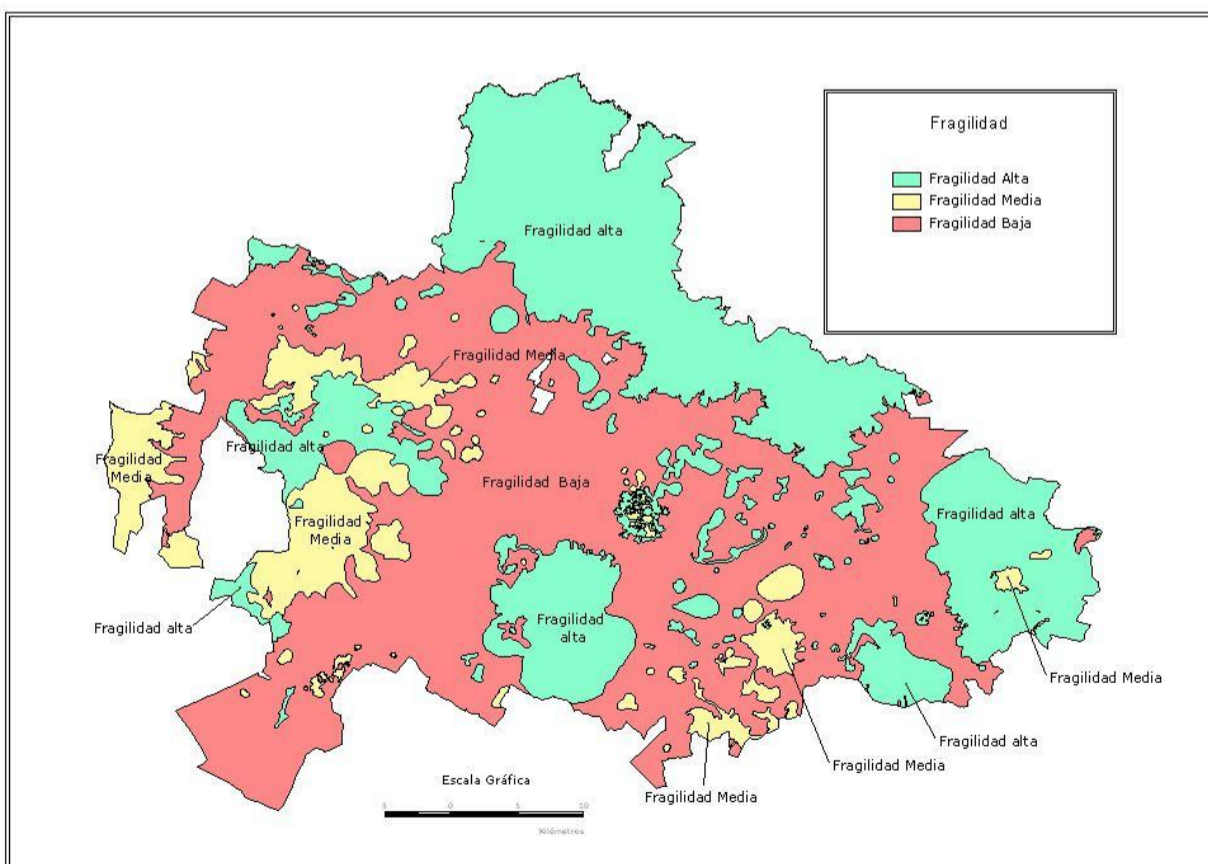 Fragilidad
Fragilidad Alta
Fragilidad Media
Fragilidad Baja
Fragilidad alta
Fragilidad Media
Fragilidad alta
Fragilidad
Media
Fragilidad Baja
Fragilidad
Media
Fragilidad alta
Fragilidad
alta
Fragilidad alta
Fragilidad Media
Fragilidad alta
Fragilidad Media
Fragilidad Media
Escala Gráfica
5 0 5 10
Kilómetros